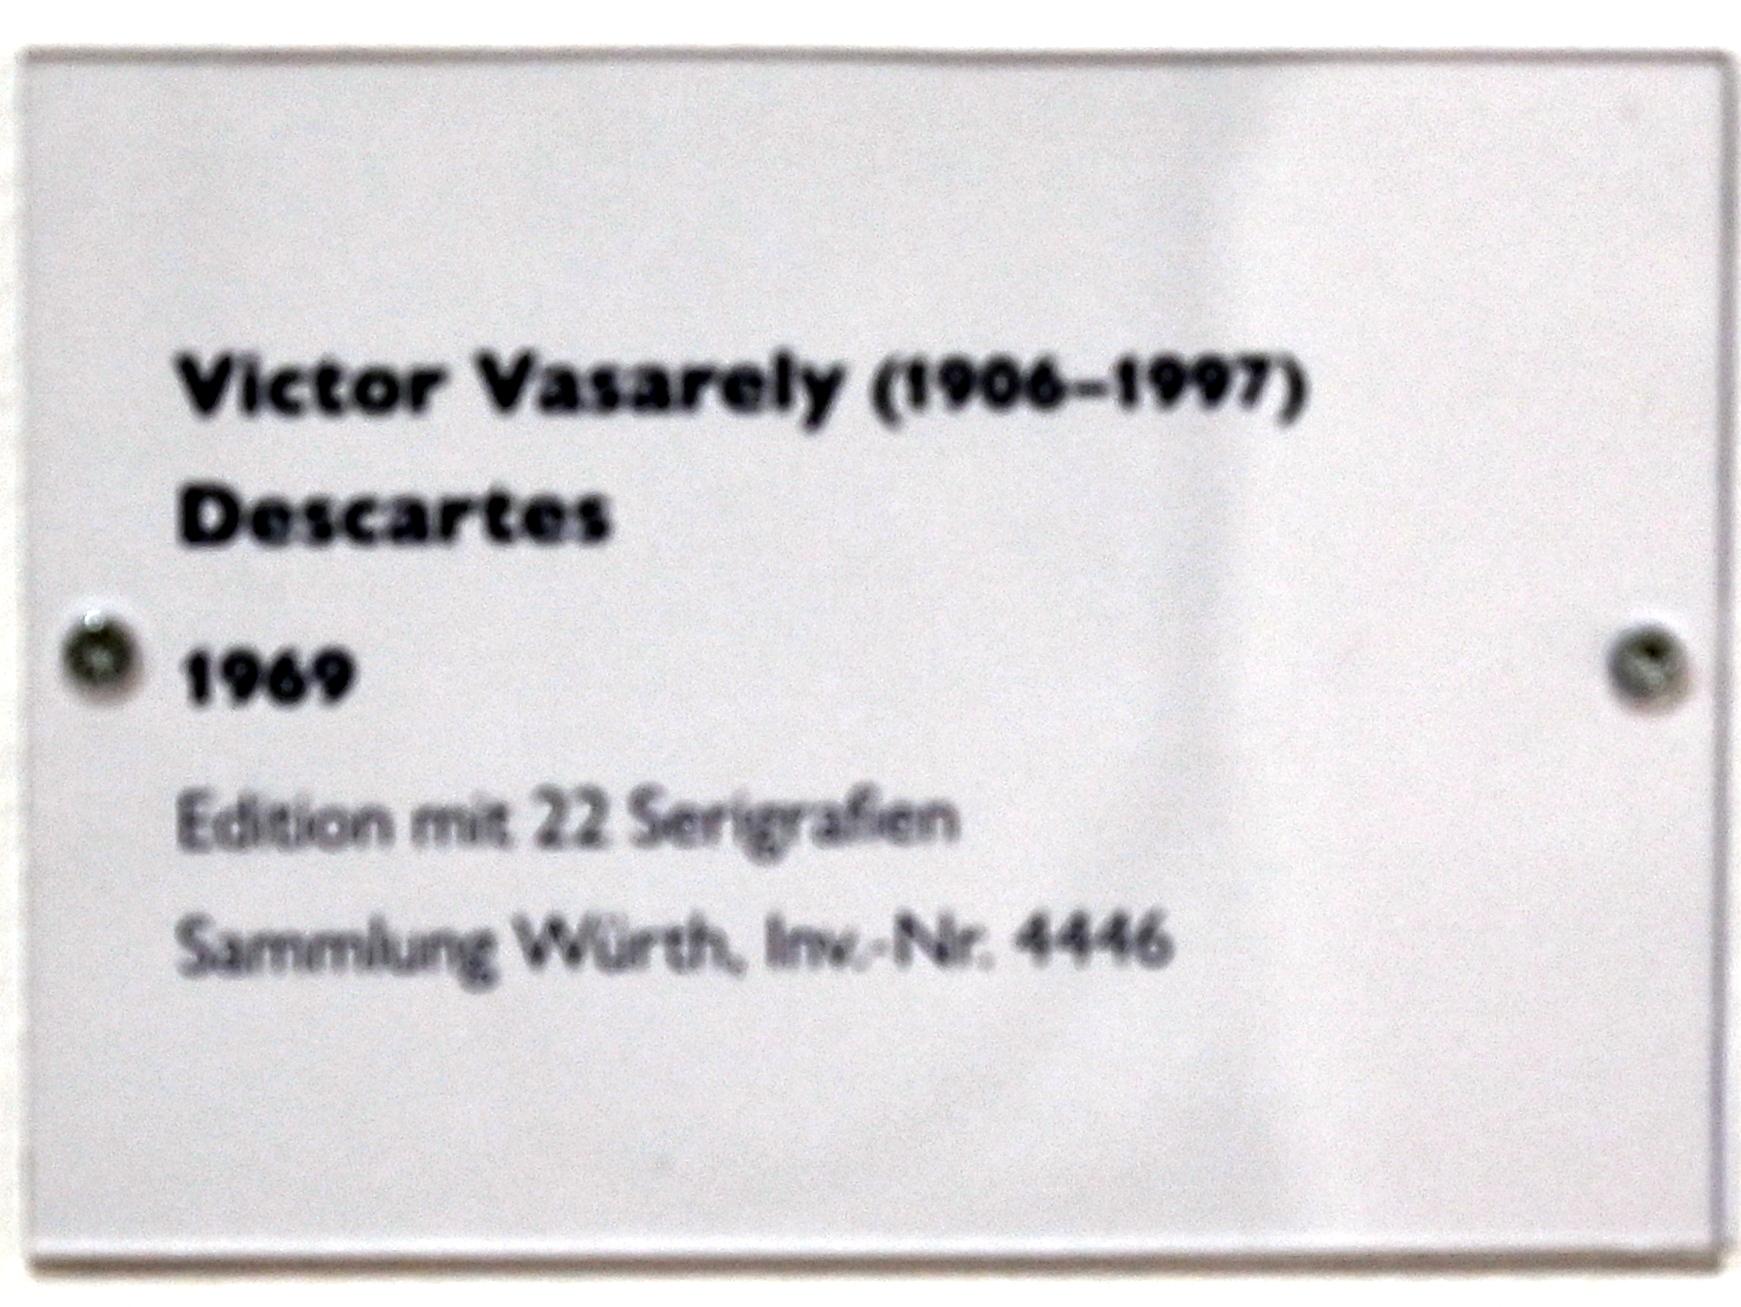 Victor Vasarely (1906–1997)
Descartes
1969
Edition mit 22 Serigrafien
Sammlung Würth, Inv.-Nr. 4446